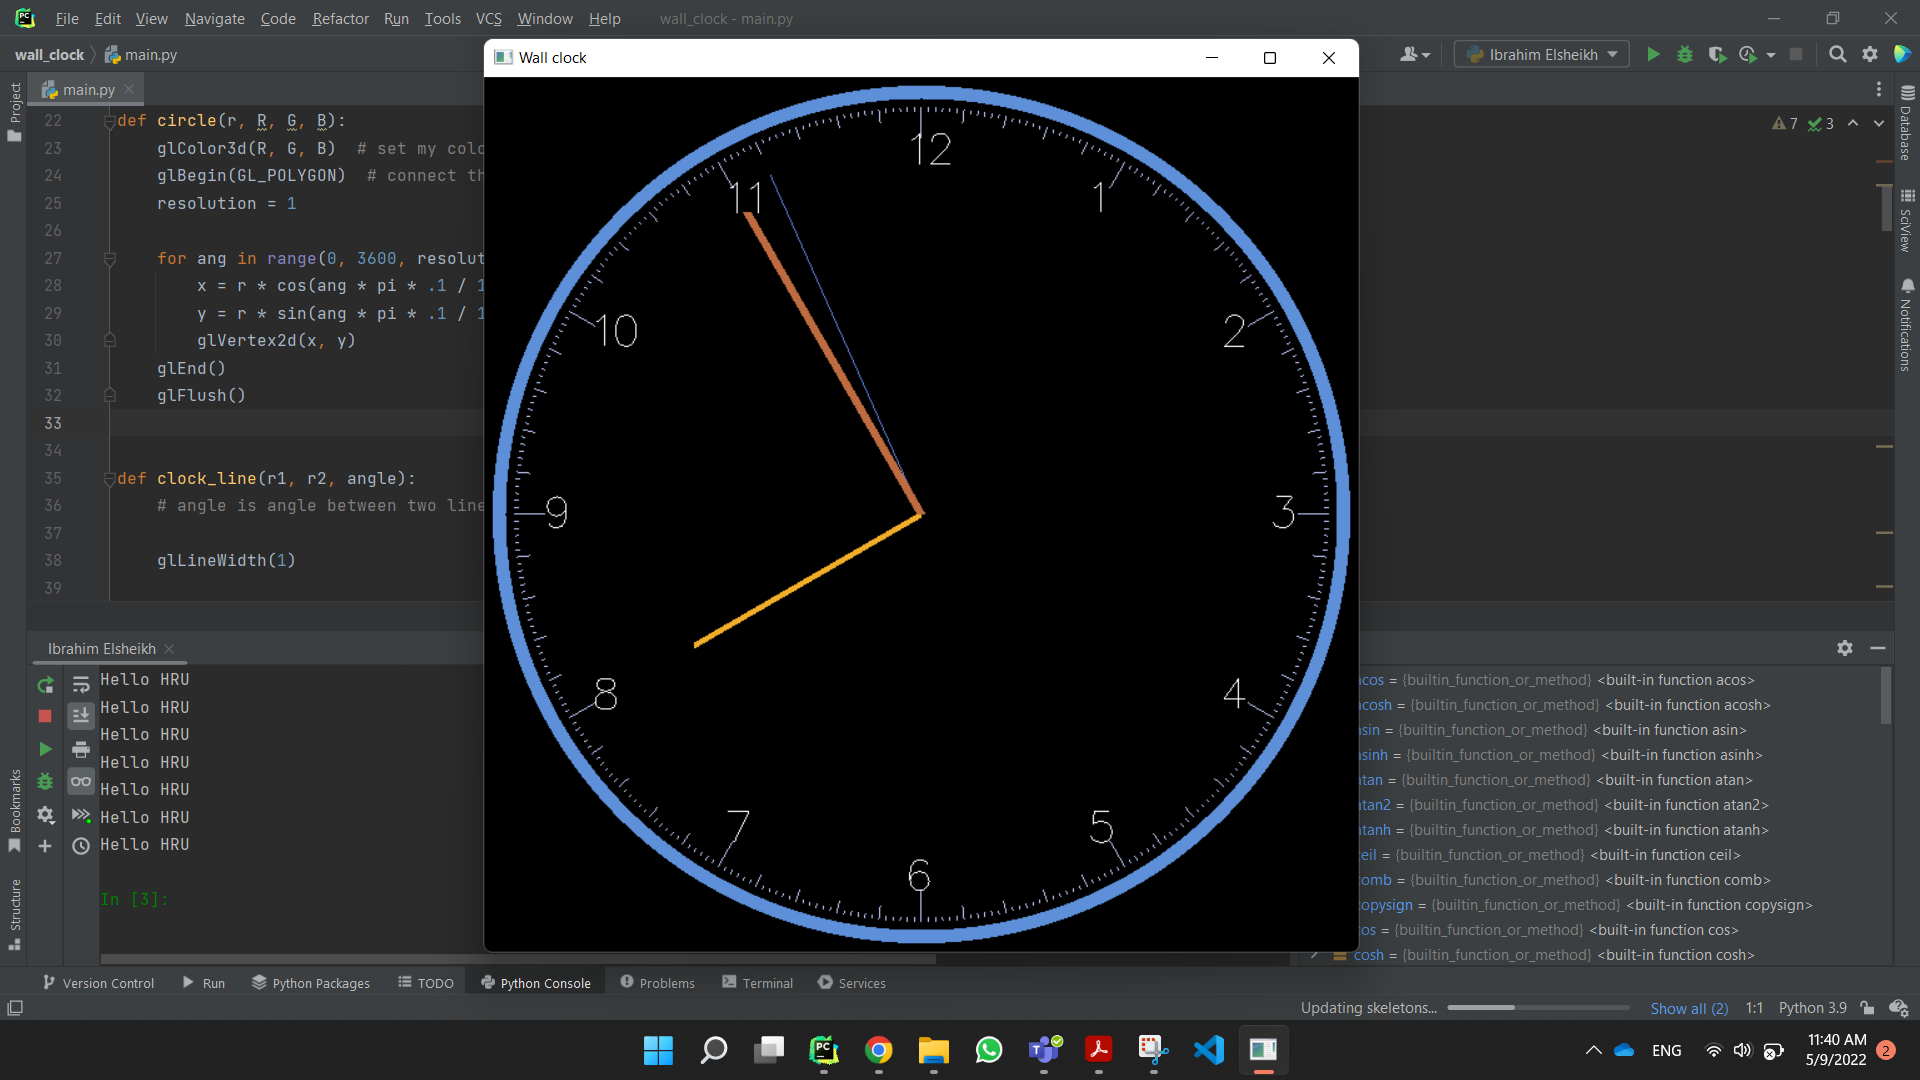 File Edit View Navigate Code Refactor Run Tools VCS Window Help wall_clock - main.py
wall_clock main.py
Ibrahim Elsheikh
Project
main.py
22 def circle(r, R, G, B):
23 glColor3d(R, G, B) # set my colo
24 glBegin(GL_POLYGON) # connect th
25 resolution = 1
26
27 for ang in range(0, 3600, resolut
28 x = r * cos(ang * pi * .1 / 1
29 y = r * sin(ang * pi * .1 / 1
30 glVertex2d(x, y)
31 glEnd()
32 glFlush()
33
34
35 def clock_line(r1, r2, angle):
36 # angle is angle between two line
37
38 glLineWidth(1)
39
Wall clock
12
1
2
3
4
5
6
7
8
9
10
11
7 3
Database
SciView
Notifications
Ibrahim Elsheikh
Hello HRU
Hello HRU
Hello HRU
Hello HRU
Hello HRU
Hello HRU
Hello HRU
In [3]:
Bookmarks
Structure
acos = {builtin_function_or_method} <built-in function acos>
acosh = {builtin_function_or_method} <built-in function acosh>
asin = {builtin_function_or_method} <built-in function asin>
asinh = {builtin_function_or_method} <built-in function asinh>
atan = {builtin_function_or_method} <built-in function atan>
atan2 = {builtin_function_or_method} <built-in function atan2>
atanh = {builtin_function_or_method} <built-in function atanh>
ceil = {builtin_function_or_method} <built-in function ceil>
comb = {builtin_function_or_method} <built-in function comb>
copysign = {builtin_function_or_method} <built-in function copysign>
cos = {builtin_function_or_method} <built-in function cos>
cosh = {builtin_function_or_method} <built-in function cosh>
Version Control Run Python Packages TODO Python Console Problems Terminal Services
Updating skeletons... Show all (2) 1:1 Python 3.9
ENG
11:40 AM
5/9/2022
2